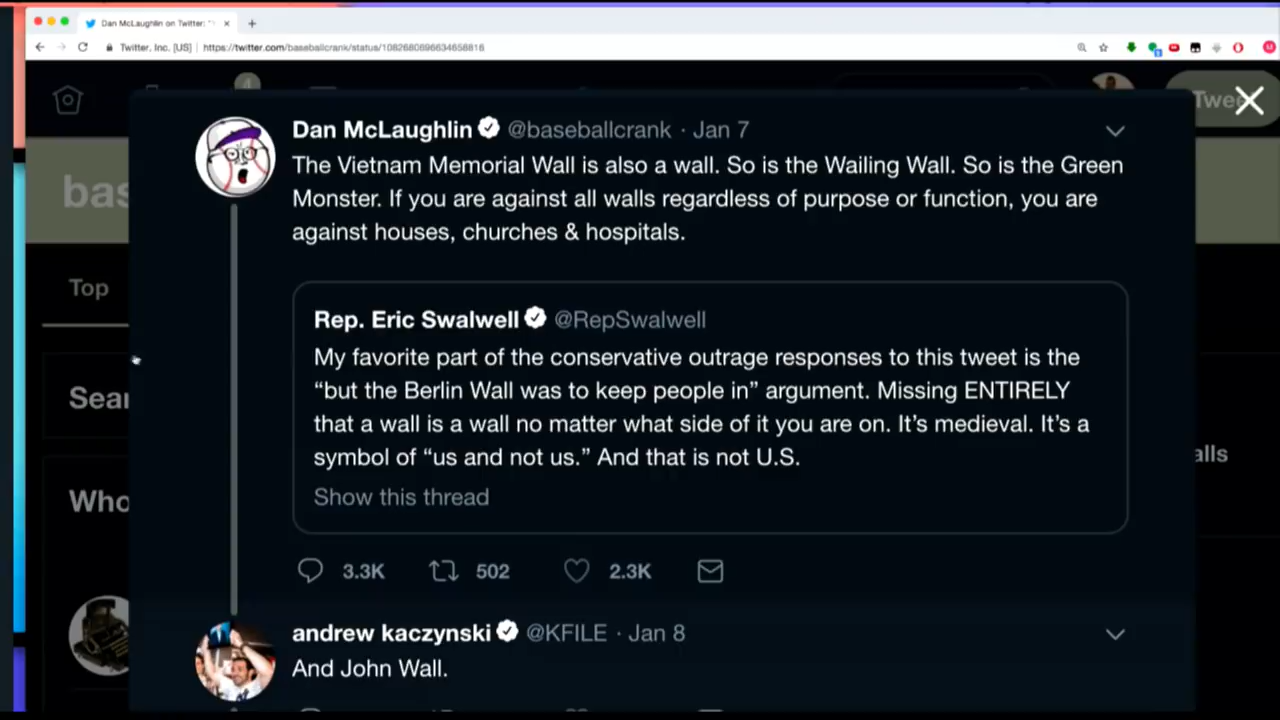 Dan McLaughlin on Twitter: "
Twitter, Inc. [US] | https://twitter.com/baseballcrank/status/1082680696634658816
4
Twee
Dan McLaughlin @baseballcrank · Jan 7
The Vietnam Memorial Wall is also a wall. So is the Wailing Wall. So is the Green
Monster. If you are against all walls regardless of purpose or function, you are
against houses, churches & hospitals.
bas
Top
Rep. Eric Swalwell @RepSwalwell
My favorite part of the conservative outrage responses to this tweet is the
“but the Berlin Wall was to keep people in” argument. Missing ENTIRELY
that a wall is a wall no matter what side of it you are on. It’s medieval. It’s a
symbol of “us and not us.” And that is not U.S.
Show this thread
Sear
alls
Who
3.3K 502 2.3K
andrew kaczynski @KFILE · Jan 8
And John Wall.